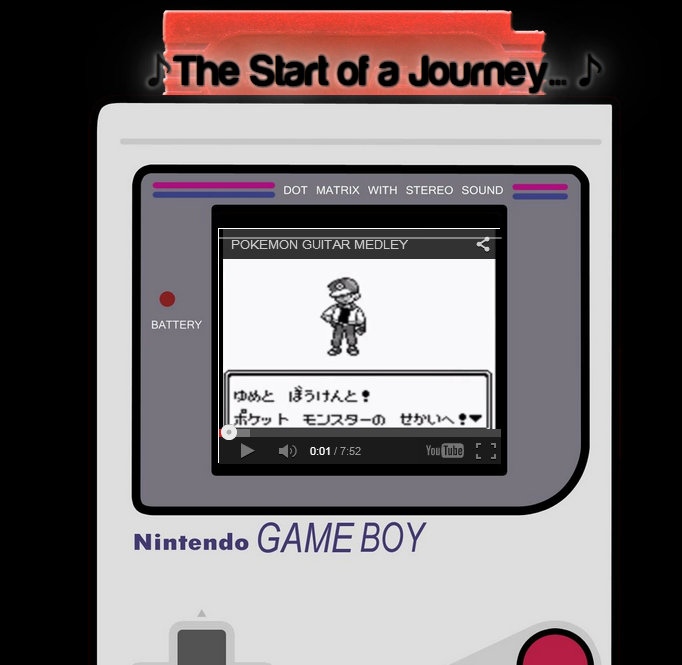 ♪The Start of a Journey... ♪
DOT MATRIX WITH STEREO SOUND
POKEMON GUITAR MEDLEY
BATTERY
ゆめと ぼうけんと!
ポケット モンスターの せかいへ!▼
0:01 / 7:52
YouTube
Nintendo GAME BOY